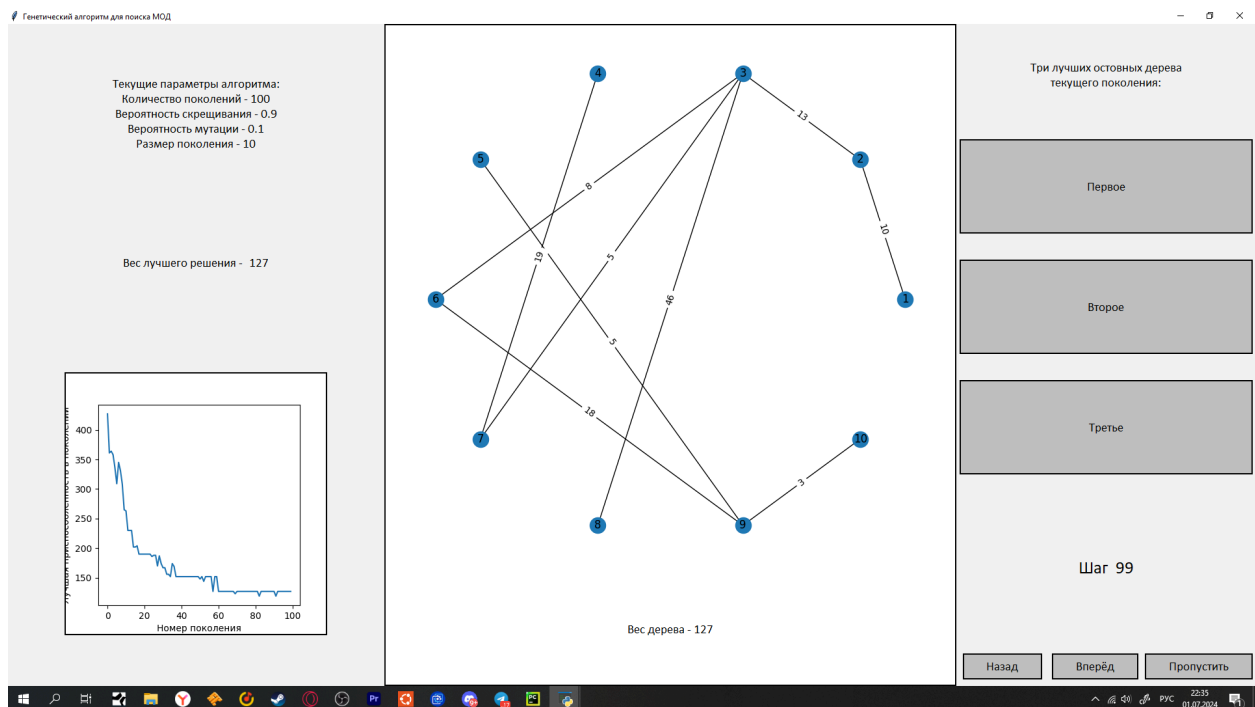 Генетический алгоритм для поиска МОД
Текущие параметры алгоритма:
Количество поколений - 100
Вероятность скрещивания - 0.9
Вероятность мутации - 0.1
Размер поколения - 10
Вес лучшего решения - 127
400
350
300
250
200
150
0 20 40 60 80 100
Номер поколения
4
3
13
5
2
8
10
19
5
6
46
1
5
18
7
10
3
8
9
Вес дерева - 127
Три лучших остовных дерева
текущего поколения:
Первое
Второе
Третье
Шаг 99
Назад
Вперёд
Пропустить
Pr
PC
РУС
22:35
01.07.2024